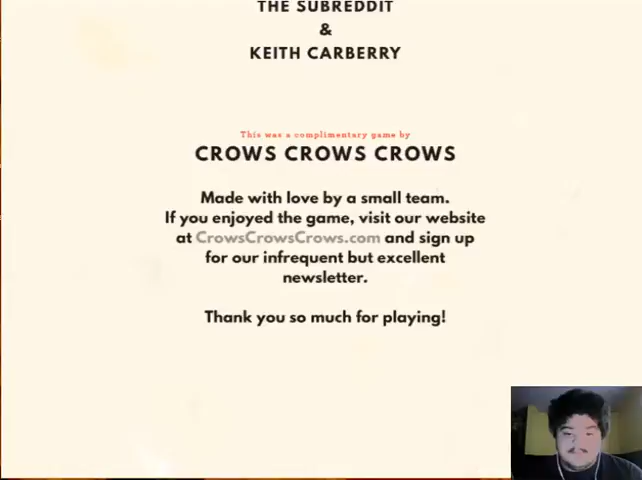 THE SUBREDDIT
&
KEITH CARBERRY
This was a complimentary game by
CROWS CROWS CROWS
Made with love by a small team.
If you enjoyed the game, visit our website
at CrowsCrowsCrows.com and sign up
for our infrequent but excellent
newsletter.
Thank you so much for playing!